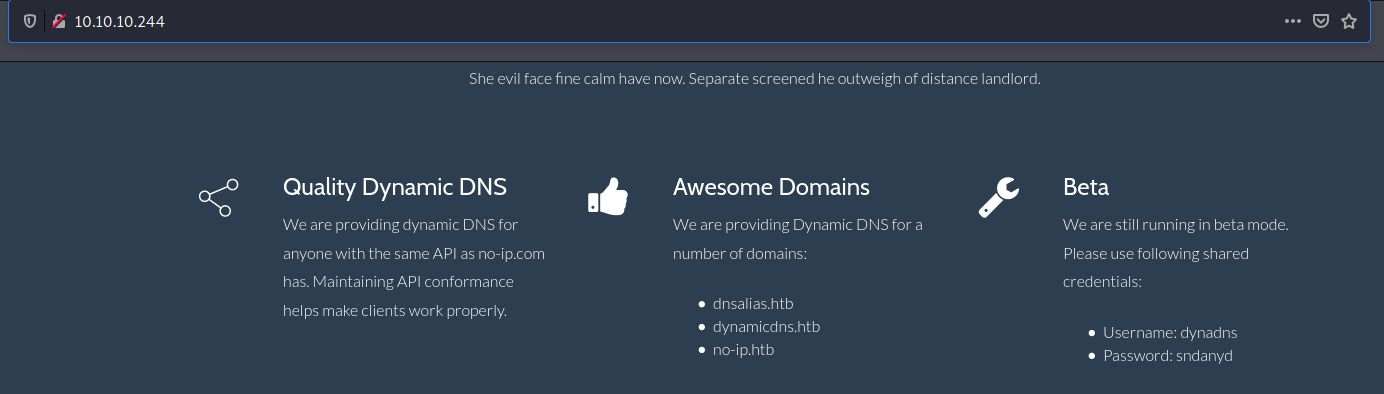 10.10.10.244
She evil face fine calm have now. Separate screened he outweigh of distance landlord.
Quality Dynamic DNS
We are providing dynamic DNS for
anyone with the same API as no-ip.com
has. Maintaining API conformance
helps make clients work properly.
Awesome Domains
We are providing Dynamic DNS for a
number of domains:
• dnsalias.htb
• dynamicdns.htb
• no-ip.htb
Beta
We are still running in beta mode.
Please use following shared
credentials:
• Username: dynadns
• Password: sndanyd